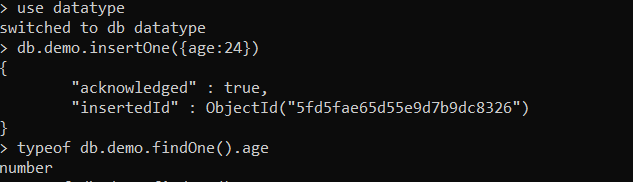 > use datatype
switched to db datatype
> db.demo.insertOne({age:24})
{
        "acknowledged" : true,
        "insertedId" : ObjectId("5fd5fae65d55e9d7b9dc8326")
}
> typeof db.demo.findOne().age
number